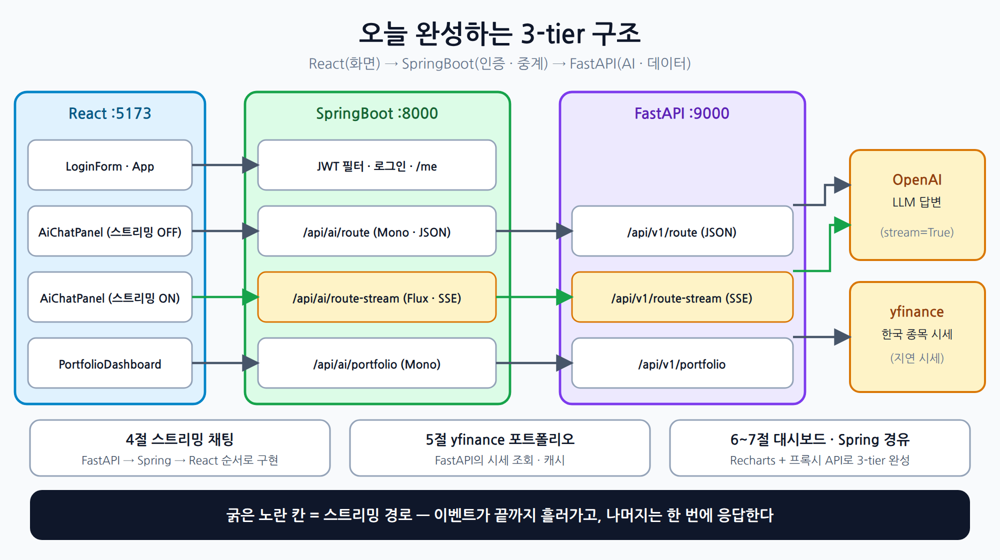 오늘 완성하는 3-tier 구조
React(화면) → SpringBoot(인증 · 중계) → FastAPI(AI · 데이터)
React :5173
LoginForm · App
AiChatPanel (스트리밍 OFF)
AiChatPanel (스트리밍 ON)
PortfolioDashboard
SpringBoot :8000
JWT 필터 · 로그인 · /me
/api/ai/route (Mono · JSON)
/api/ai/route-stream (Flux · SSE)
/api/ai/portfolio (Mono)
FastAPI :9000
/api/v1/route (JSON)
/api/v1/route-stream (SSE)
/api/v1/portfolio
OpenAI
LLM 답변
(stream=True)
yfinance
한국 종목 시세
(지연 시세)
4절 스트리밍 채팅
FastAPI → Spring → React 순서로 구현
5절 yfinance 포트폴리오
FastAPI의 시세 조회 · 캐시
6~7절 대시보드 · Spring 경유
Recharts + 프록시 API로 3-tier 완성
굵은 노란 칸 = 스트리밍 경로 — 이벤트가 끝까지 흘러가고, 나머지는 한 번에 응답한다